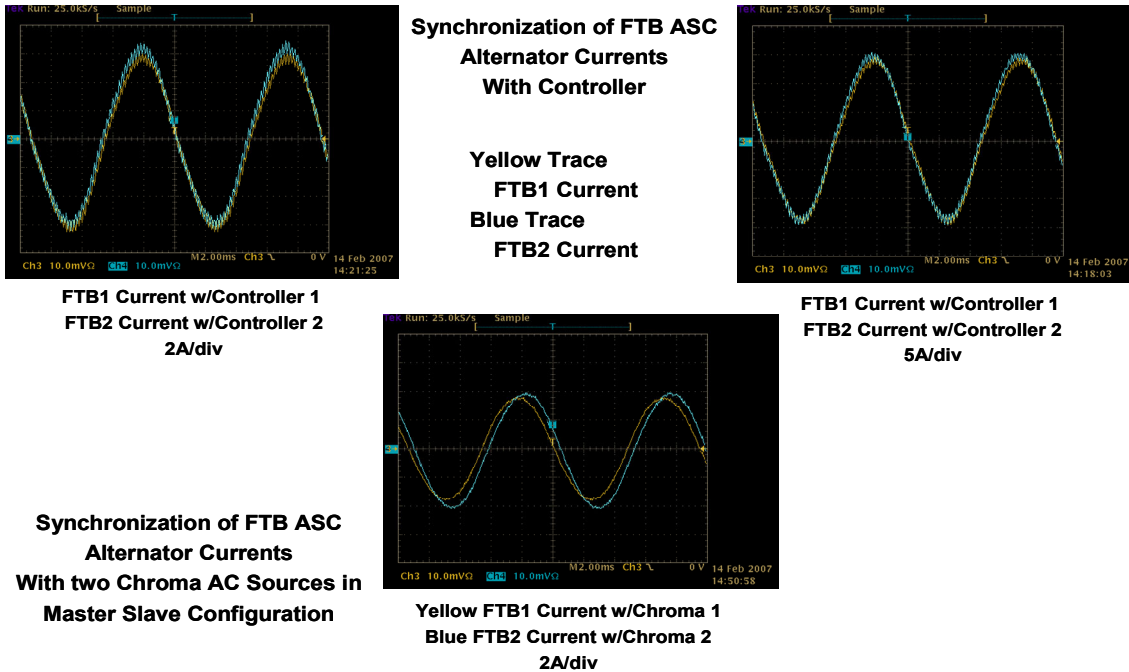 Tek Run: 25.0kS/s Sample
T
T
Ch3 10.0mVΩ Ch4 10.0mVΩ M2.00ms Ch3 0 V
14 Feb 2007
14:21:25
FTB1 Current w/Controller 1
FTB2 Current w/Controller 2
2A/div
Synchronization of FTB ASC
Alternator Currents
With Controller
Yellow Trace
FTB1 Current
Blue Trace
FTB2 Current
Tek Run: 25.0kS/s Sample
T
T
Ch3 10.0mVΩ Ch4 10.0mVΩ M2.00ms Ch3 0 V
14 Feb 2007
14:18:03
FTB1 Current w/Controller 1
FTB2 Current w/Controller 2
5A/div
Tek Run: 25.0kS/s Sample
T
T
Ch3 10.0mVΩ Ch4 10.0mVΩ M2.00ms Ch3 0 V
14 Feb 2007
14:50:58
Yellow FTB1 Current w/Chroma 1
Blue FTB2 Current w/Chroma 2
2A/div
Synchronization of FTB ASC
Alternator Currents
With two Chroma AC Sources in
Master Slave Configuration